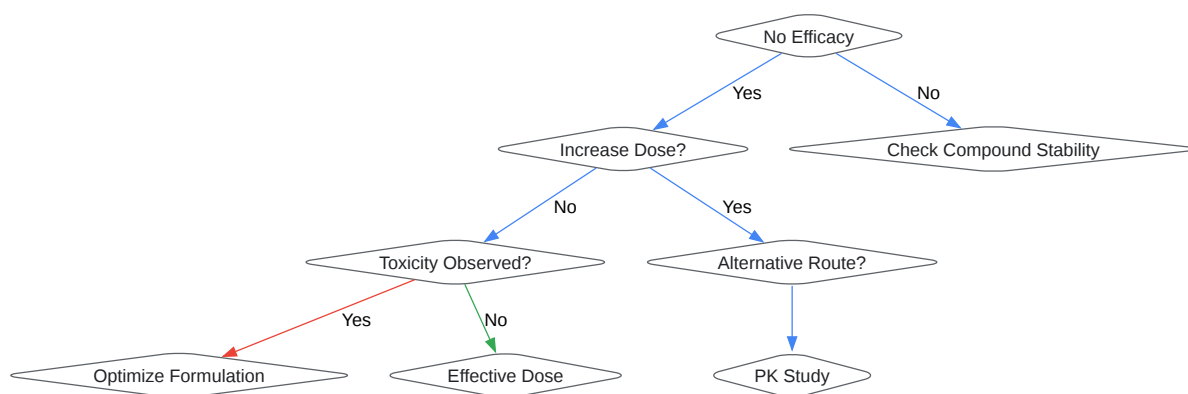 No Efficacy
Yes
No
Increase Dose?
Check Compound Stability
No
Yes
Toxicity Observed?
Alternative Route?
Yes
No
Optimize Formulation
Effective Dose
PK Study